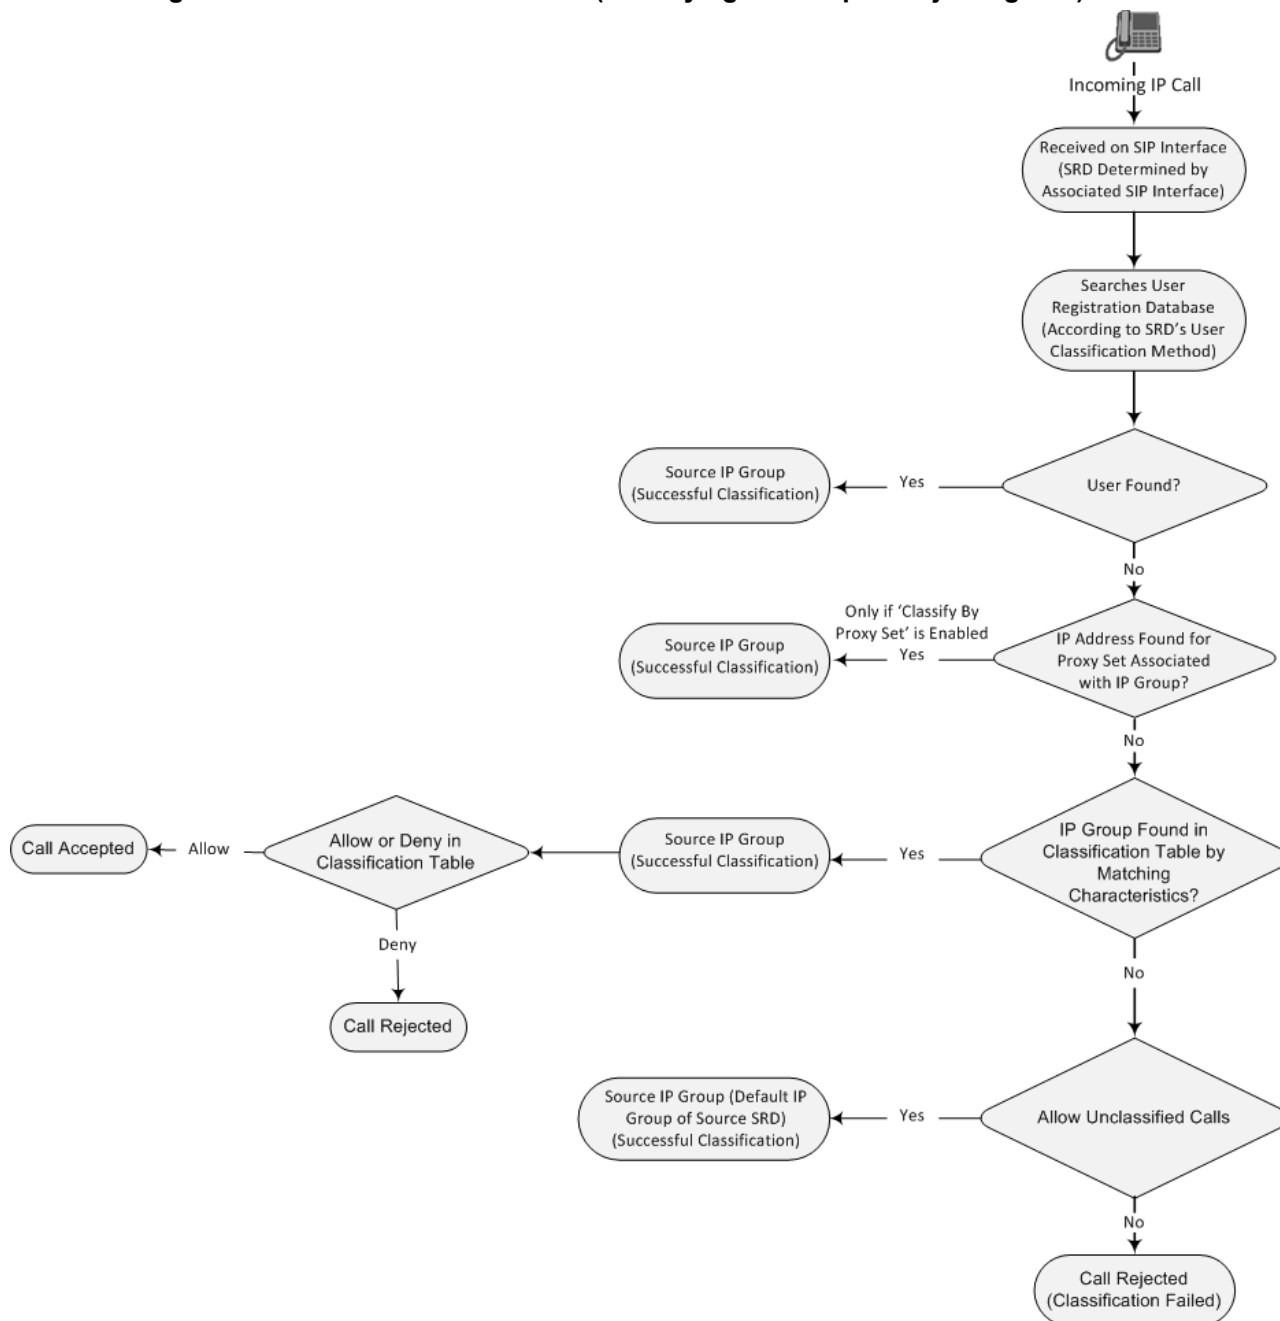 Incoming IP Call
Received on SIP Interface
(SRD Determined by
Associated SIP Interface)
Searches User
Registration Database
(According to SRD's User
Classification Method)
User Found?
Yes
Source IP Group
(Successful Classification)
No
IP Address Found for
Proxy Set Associated
with IP Group?
Only if ‘Classify By
Proxy Set’ is Enabled
Yes
Source IP Group
(Successful Classification)
No
IP Group Found in
Classification Table by
Matching
Characteristics?
Yes
Source IP Group
(Successful Classification)
Allow or Deny in
Classification Table
Allow
Call Accepted
Deny
Call Rejected
No
Allow Unclassified Calls
Yes
Source IP Group (Default IP
Group of Source SRD)
(Successful Classification)
No
Call Rejected
(Classification Failed)